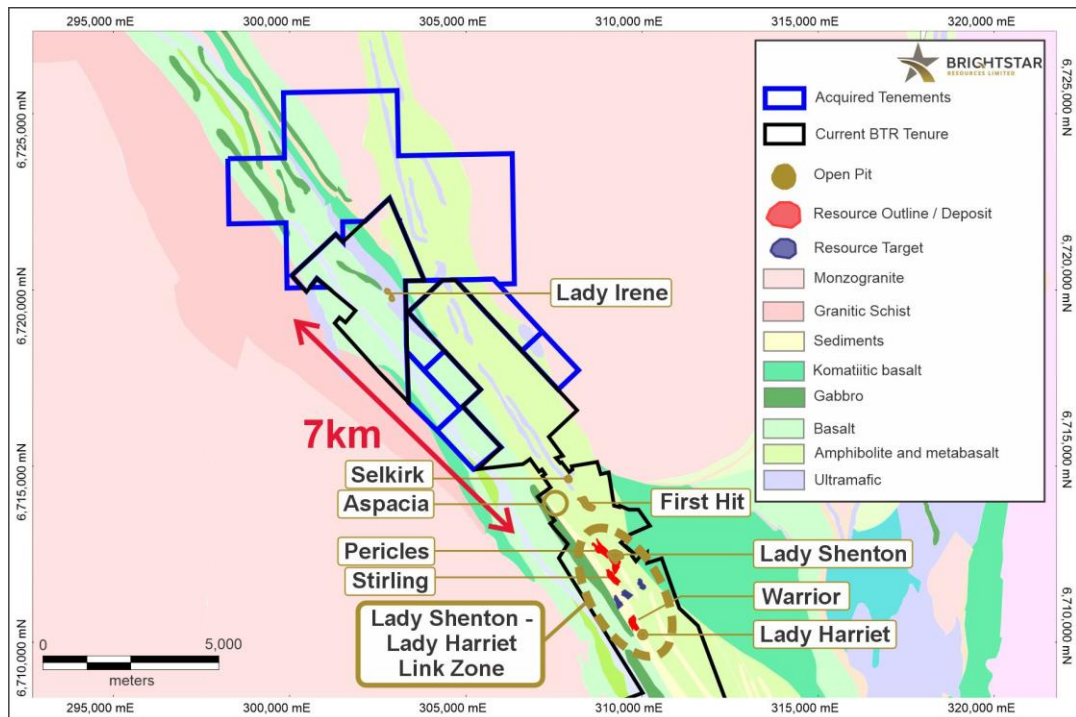 295,000 mE
300,000 mE
305,000 mE
310,000 mE
315,000 mE
320,000 mE
6,725,000 mN
6,720,000 mN
6,715,000 mN
6,710,000 mN
6,725,000 mN
6,720,000 mN
6,715,000 mN
6,710,000 mN
BRIGHTSTAR
RESOURCES LIMITED
Acquired Tenements
Current BTR Tenure
Open Pit
Resource Outline / Deposit
Resource Target
Monzogranite
Granitic Schist
Sediments
Komatiitic basalt
Gabbro
Basalt
Amphibolite and metabasalt
Ultramafic
Lady Irene
7km
Selkirk
Aspacia
First Hit
Pericles
Lady Shenton
Stirling
Warrior
Lady Shenton -
Lady Harriet
Link Zone
Lady Harriet
0
5,000
meters
295,000 mE
300,000 mE
305,000 mE
310,000 mE
315,000 mE
320,000 mE